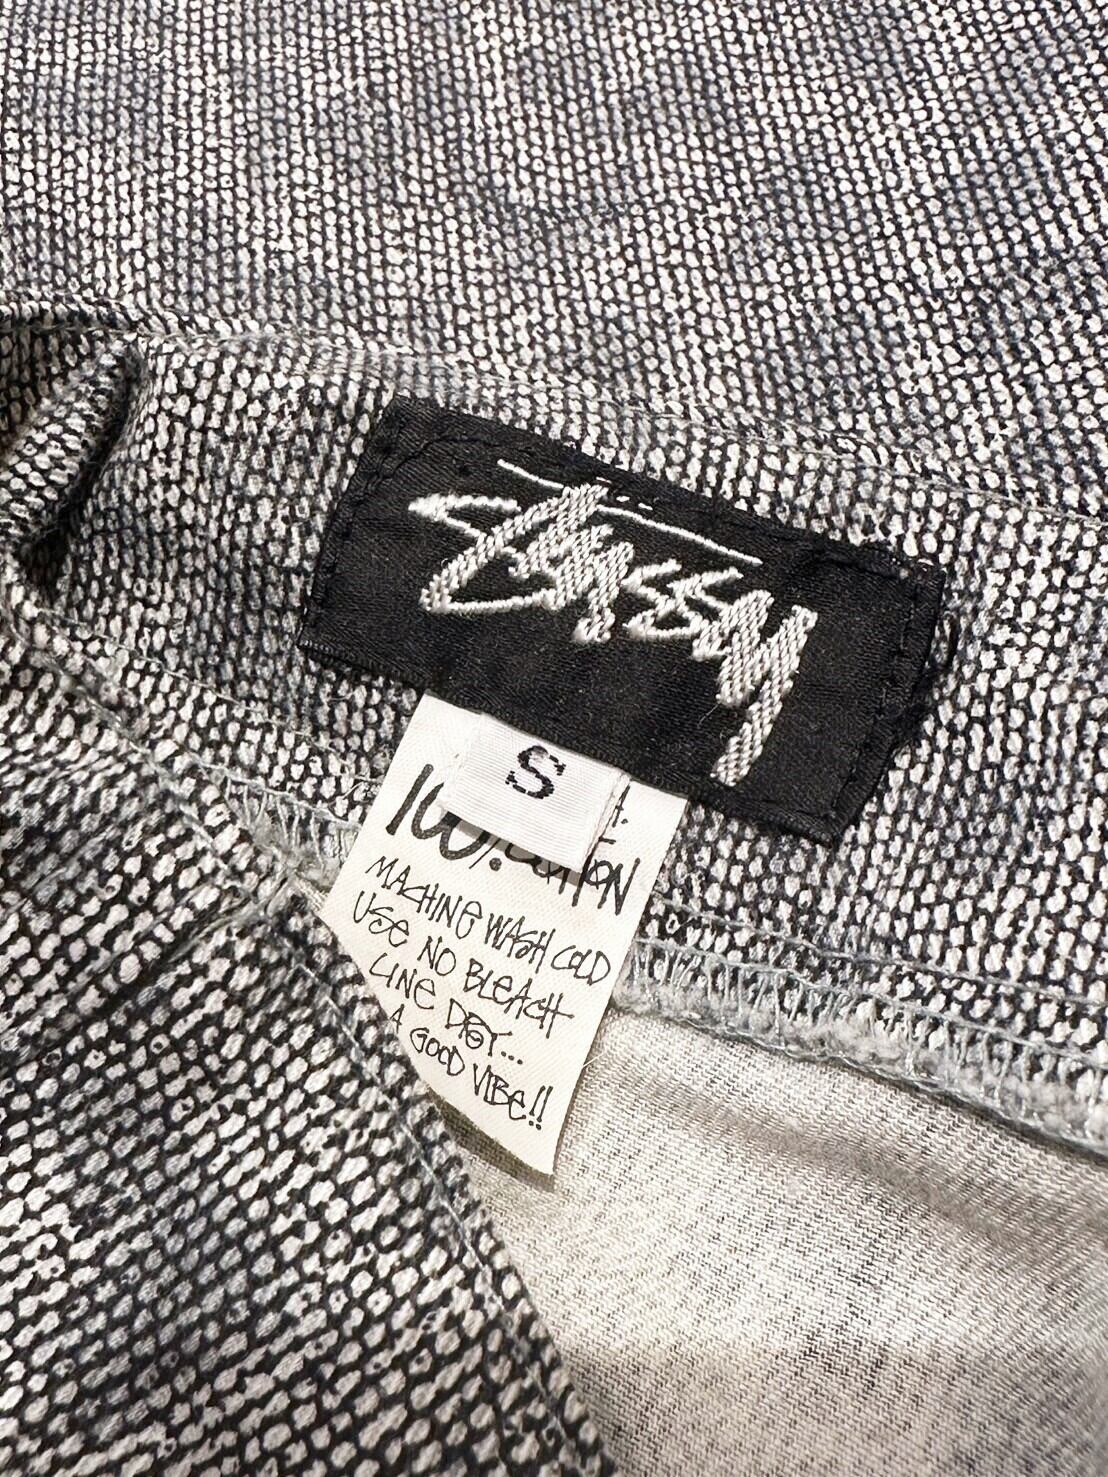 STÜSSY
S
100% COTTON
MACHINE WASH COLD
USE NO BLEACH
LINE DRY...
A GOOD VIBE!!